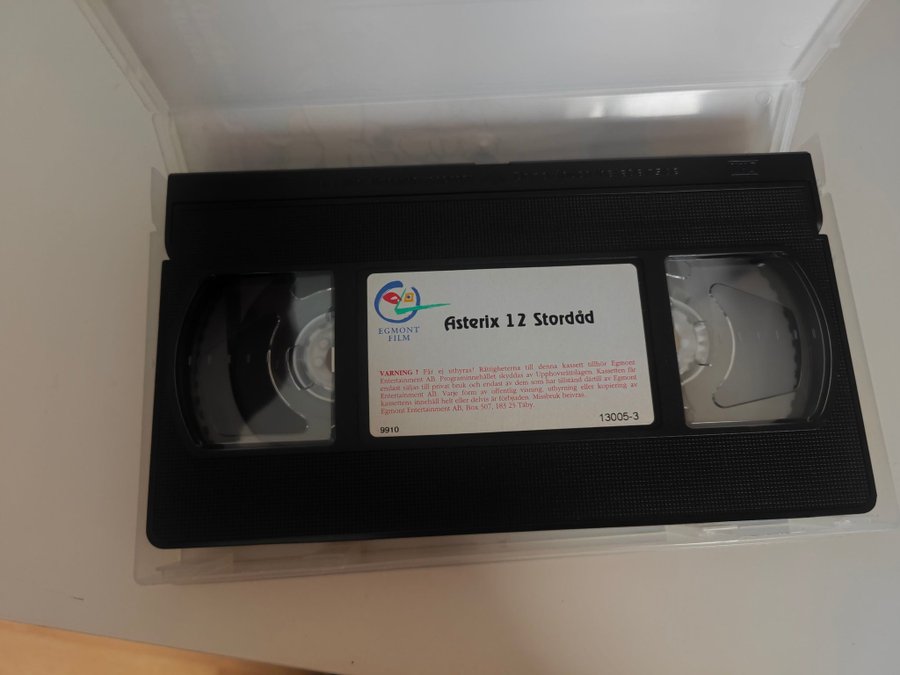 EGMONT
FILM
Asterix 12 Stordåd
VARNING ! Får ej uthyras! Rättigheterna till denna kassett tillhör Egmont
Entertainment AB. Programinnehållet skyddas av Upphovsrättslagen. Kassetten får
endast säljas till privat bruk och endast av dem som har tillstånd därtill av Egmont
Entertainment AB. Varje form av offentlig visning, uthyrning eller kopiering av
kassettens innehåll helt eller delvis är förbjuden. Missbruk beivras.
Egmont Entertainment AB, Box 507, 183 25 Täby.
9910
13005-3